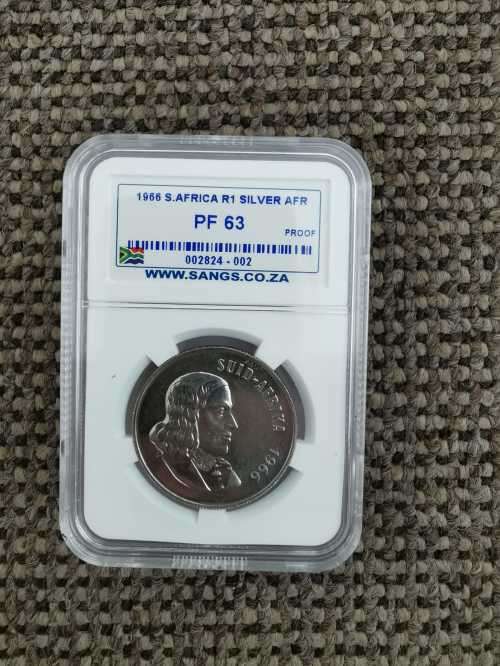 1966 S.AFRICA R1 SILVER AFR
PF 63
PROOF
002824 - 002
WWW.SANGS.CO.ZA
SUID-AFRIKA
1966